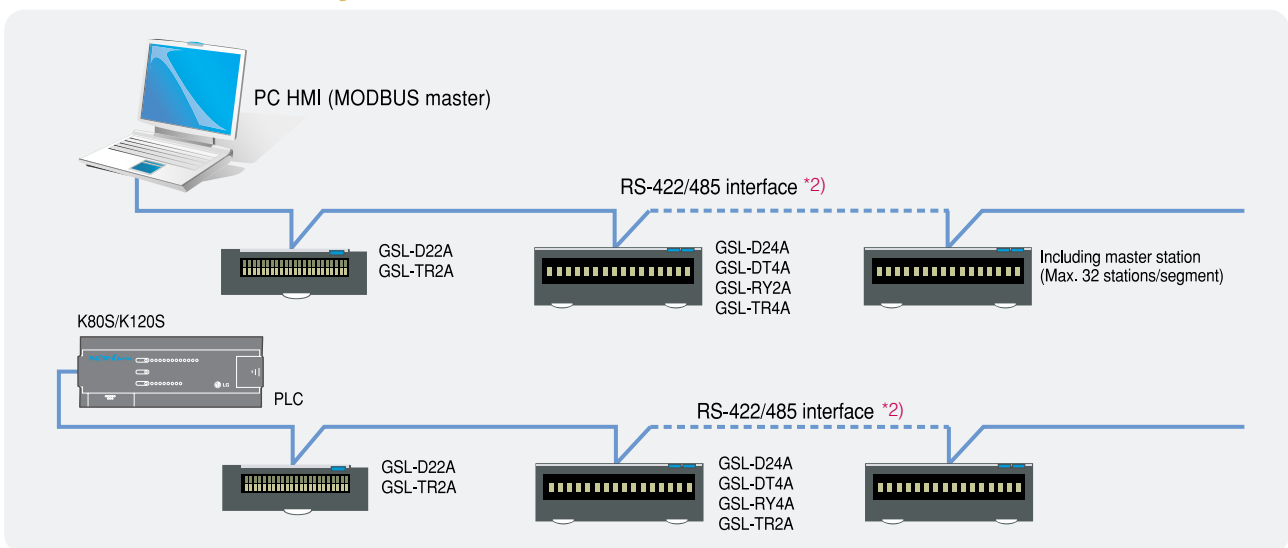 PC HMI (MODBUS master)
RS-422/485 interface *2)
GSL-D22A
GSL-TR2A
GSL-D24A
GSL-DT4A
GSL-RY2A
GSL-TR4A
Including master station
(Max. 32 stations/segment)
K80S/K120S
LG
PLC
RS-422/485 interface *2)
GSL-D22A
GSL-TR2A
GSL-D24A
GSL-DT4A
GSL-RY4A
GSL-TR2A